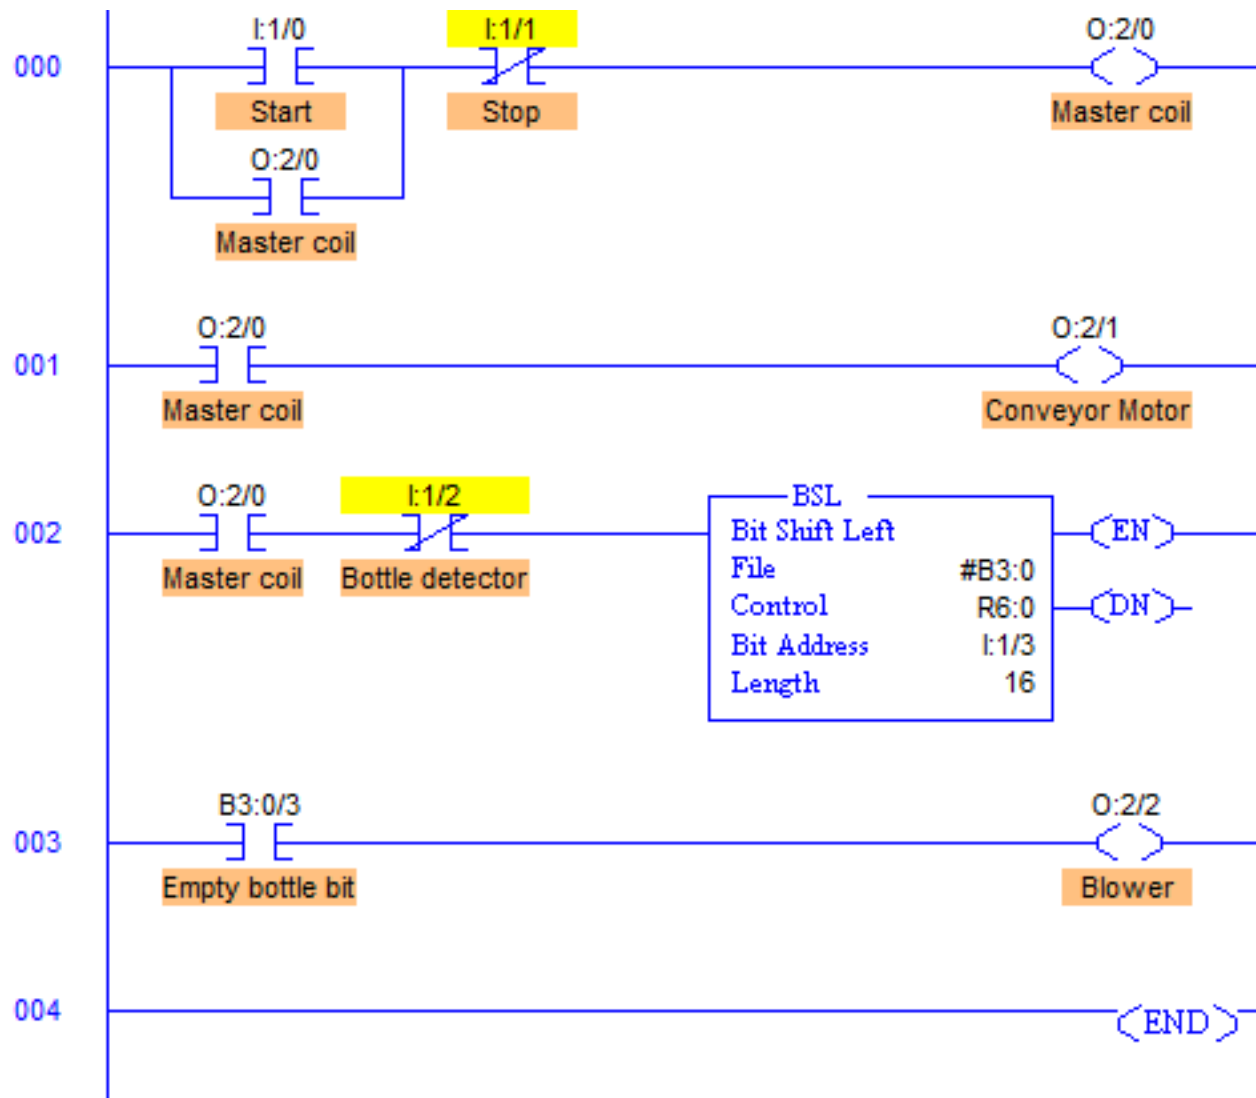 I:1/0 I:1/1 O:2/0
000
Start Stop Master coil
O:2/0
Master coil
O:2/0 O:2/1
001
Master coil Conveyor Motor
O:2/0 I:1/2 BSL
002 Bit Shift Left EN
Master coil Bottle detector File #B3:0
Control R6:0 DN
Bit Address I:1/3
Length 16
B3:0/3 O:2/2
003
Empty bottle bit Blower
004 END